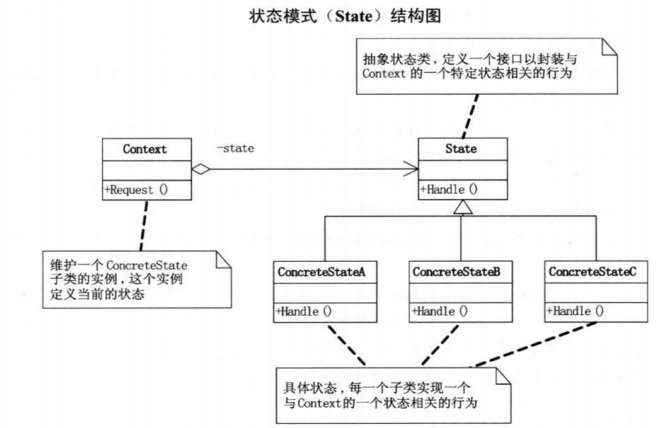 状态模式（State）结构图
抽象状态类，定义一个接口以封装与
Context 的一个特定状态相关的行为
Context
-state
State
+Request()
+Handle()
维护一个 ConcreteState
子类的实例，这个实例
定义当前的状态
ConcreteStateA
ConcreteStateB
ConcreteStateC
+Handle()
+Handle()
+Handle()
具体状态，每一个子类实现一个
与Context的一个状态相关的行为